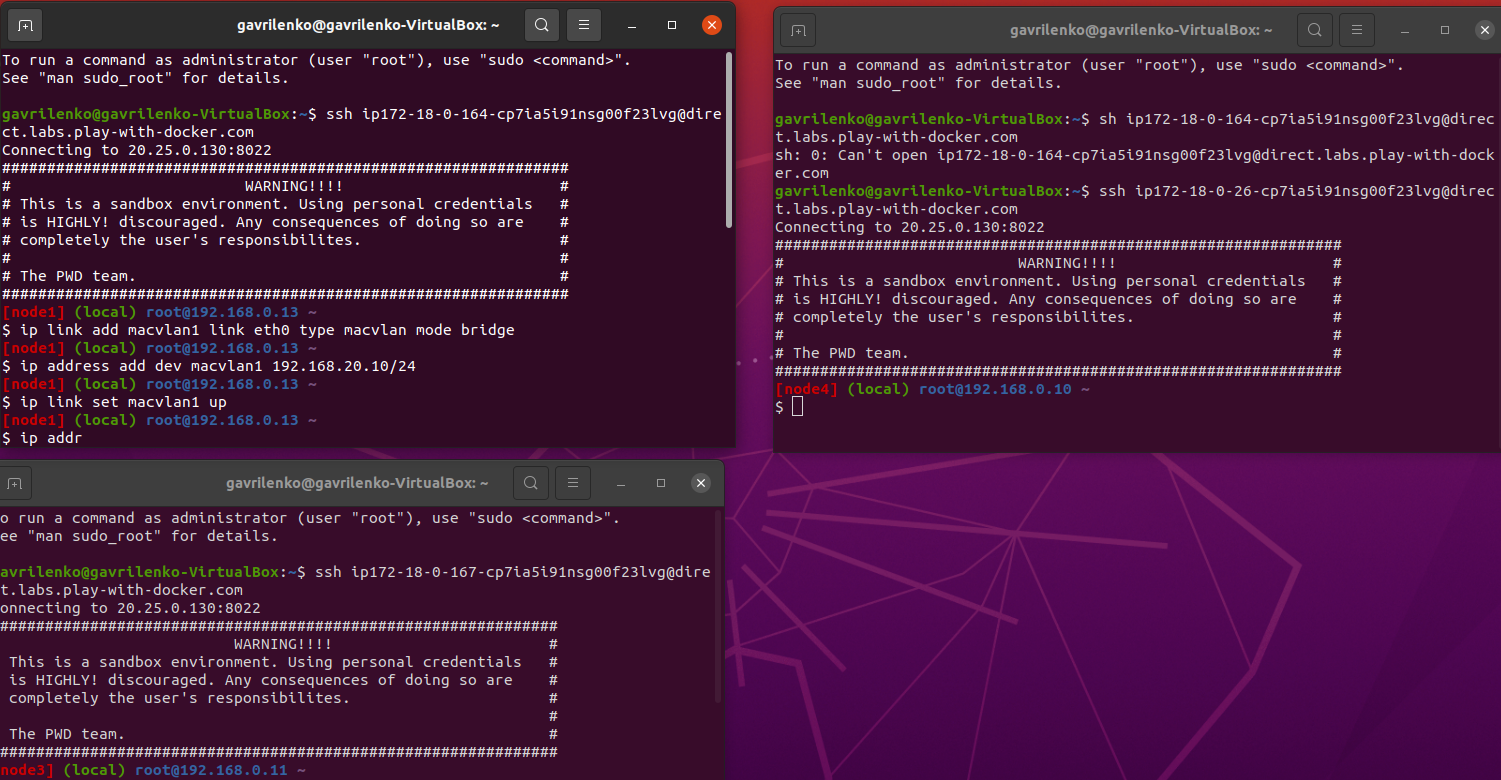 gavrilenko@gavrilenko-VirtualBox: ~
To run a command as administrator (user "root"), use "sudo <command>".
See "man sudo_root" for details.
gavrilenko@gavrilenko-VirtualBox:~$ ssh ip172-18-0-164-cp7ia5i91nsg00f23lvg@dire
ct.labs.play-with-docker.com
Connecting to 20.25.0.130:8022
###############################################################
#                          WARNING!!!!                        #
# This is a sandbox environment. Using personal credentials   #
# is HIGHLY! discouraged. Any consequences of doing so are    #
# completely the user's responsibilites.                      #
#                                                             #
# The PWD team.                                               #
###############################################################
[node1] (local) root@192.168.0.13 ~
$ ip link add macvlan1 link eth0 type macvlan mode bridge
[node1] (local) root@192.168.0.13 ~
$ ip address add dev macvlan1 192.168.20.10/24
[node1] (local) root@192.168.0.13 ~
$ ip link set macvlan1 up
[node1] (local) root@192.168.0.13 ~
$ ip addr
gavrilenko@gavrilenko-VirtualBox: ~
To run a command as administrator (user "root"), use "sudo <command>".
See "man sudo_root" for details.
gavrilenko@gavrilenko-VirtualBox:~$ sh ip172-18-0-164-cp7ia5i91nsg00f23lvg@direc
t.labs.play-with-docker.com
sh: 0: Can't open ip172-18-0-164-cp7ia5i91nsg00f23lvg@direct.labs.play-with-dock
er.com
gavrilenko@gavrilenko-VirtualBox:~$ ssh ip172-18-0-26-cp7ia5i91nsg00f23lvg@direc
t.labs.play-with-docker.com
Connecting to 20.25.0.130:8022
###############################################################
#                          WARNING!!!!                        #
# This is a sandbox environment. Using personal credentials   #
# is HIGHLY! discouraged. Any consequences of doing so are    #
# completely the user's responsibilites.                      #
#                                                             #
# The PWD team.                                               #
###############################################################
[node4] (local) root@192.168.0.10 ~
$
gavrilenko@gavrilenko-VirtualBox: ~
o run a command as administrator (user "root"), use "sudo <command>".
ee "man sudo_root" for details.
avrilenko@gavrilenko-VirtualBox:~$ ssh ip172-18-0-167-cp7ia5i91nsg00f23lvg@dire
t.labs.play-with-docker.com
onnecting to 20.25.0.130:8022
##############################################################
                          WARNING!!!!                        #
 This is a sandbox environment. Using personal credentials   #
 is HIGHLY! discouraged. Any consequences of doing so are    #
 completely the user's responsibilites.                      #
                                                             #
 The PWD team.                                               #
##############################################################
node3] (local) root@192.168.0.11 ~